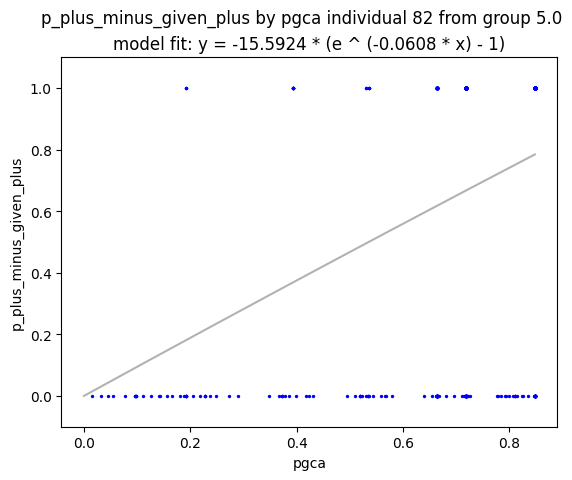 p_plus_minus_given_plus by pgca individual 82 from group 5.0
model fit: y = -15.5924 * (e ^ (-0.0608 * x) - 1)
1.0
0.8
0.6
0.4
0.2
0.0
p_plus_minus_given_plus
0.0 0.2 0.4 0.6 0.8
pgca